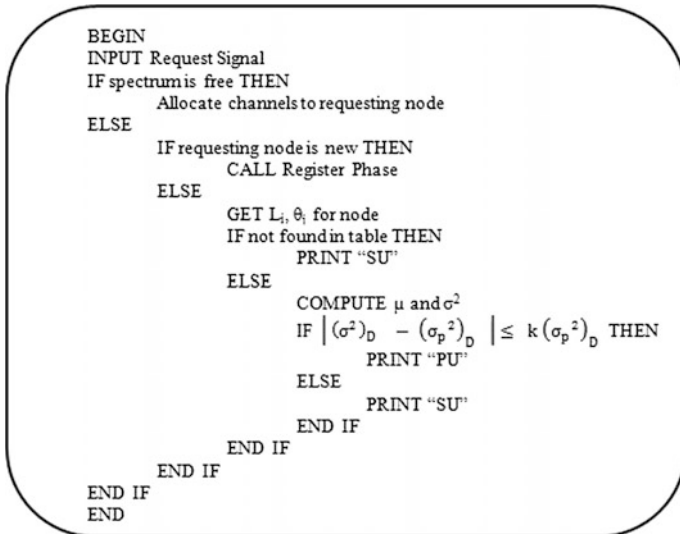 BEGIN
INPUT Request Signal
IF spectrum is free THEN
Allocate channels to requesting node
ELSE
IF requesting node is new THEN
CALL Register Phase
ELSE
GET Lᵢ, θᵢ for node
IF not found in table THEN
PRINT “SU”
ELSE
COMPUTE μ and σ²
IF |(σ²)_D − (σₚ²)_D| ≤ k(σₚ²)_D THEN
PRINT “PU”
ELSE
PRINT “SU”
END IF
END IF
END IF
END IF
END